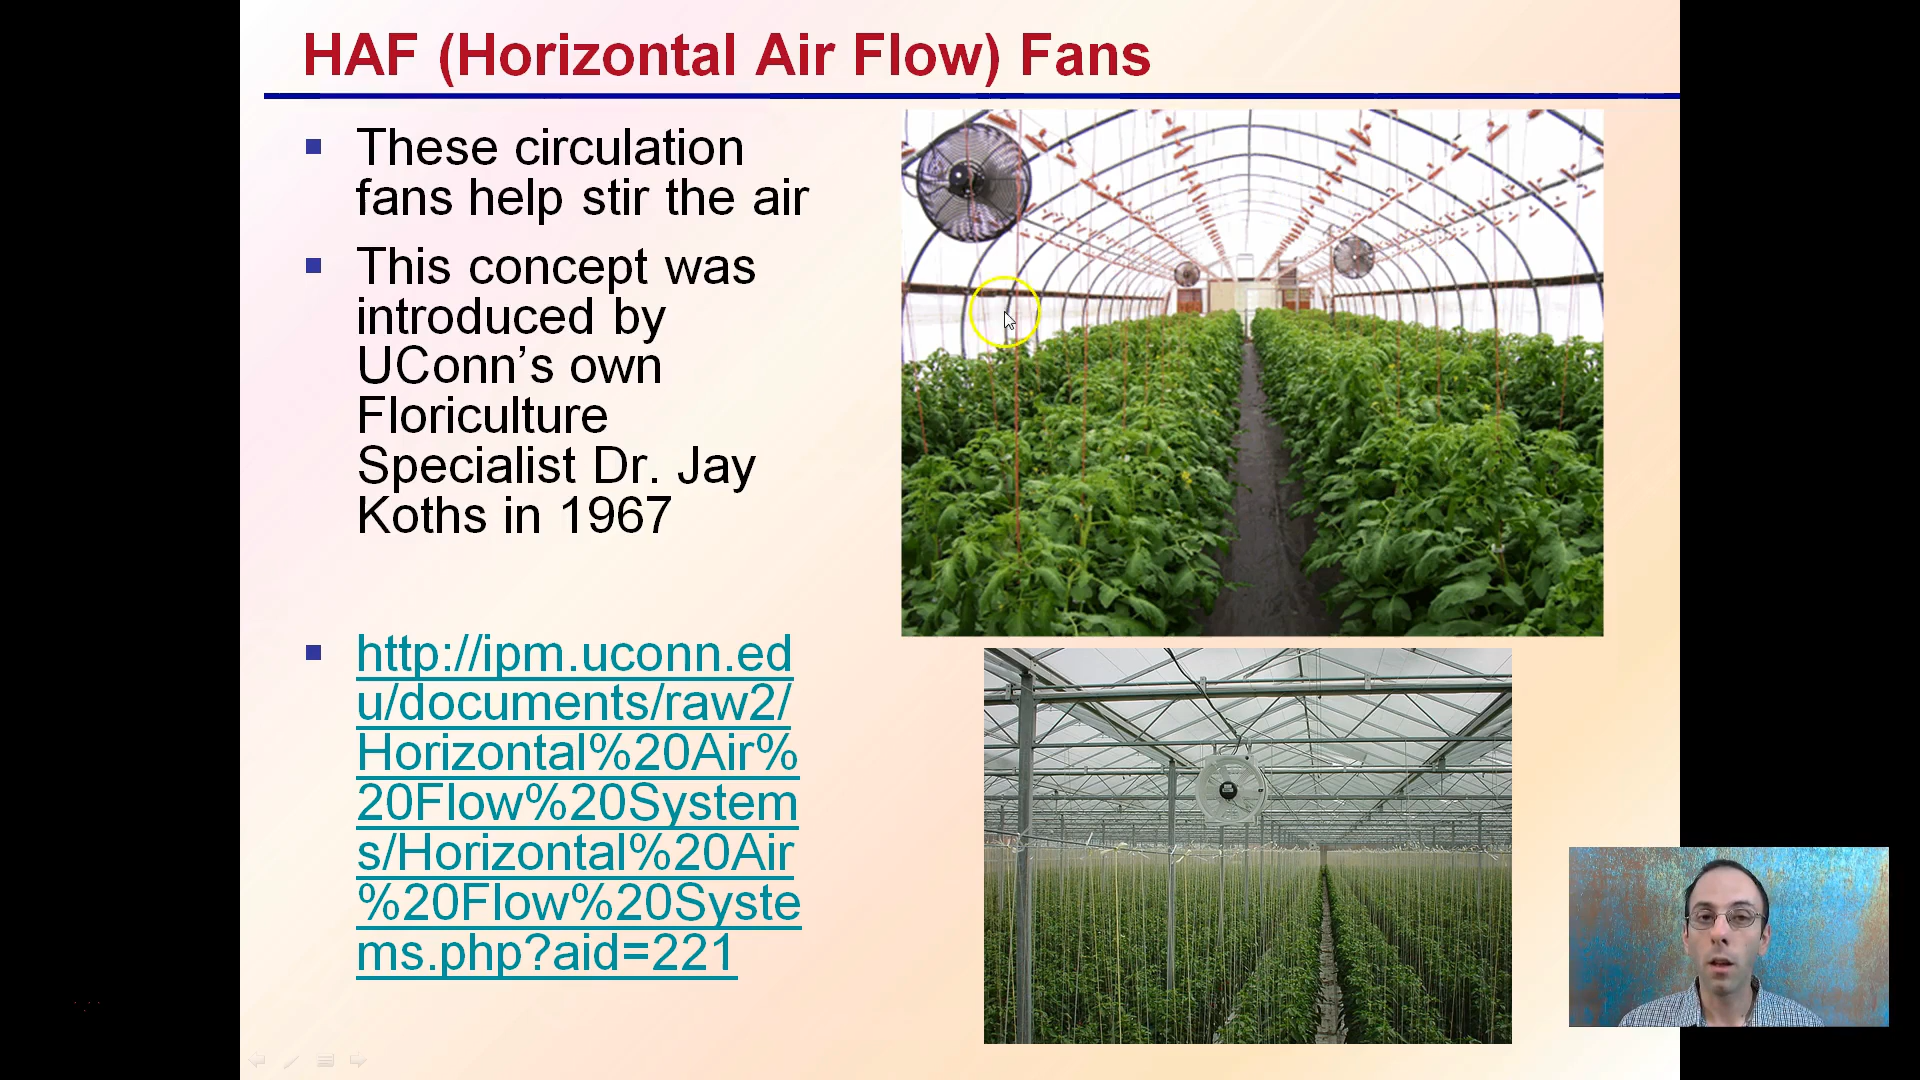 HAF (Horizontal Air Flow) Fans
These circulation
fans help stir the air
This concept was
introduced by
UConn’s own
Floriculture
Specialist Dr. Jay
Koths in 1967
http://ipm.uconn.ed
u/documents/raw2/
Horizontal%20Air%
20Flow%20System
s/Horizontal%20Air
%20Flow%20Syste
ms.php?aid=221